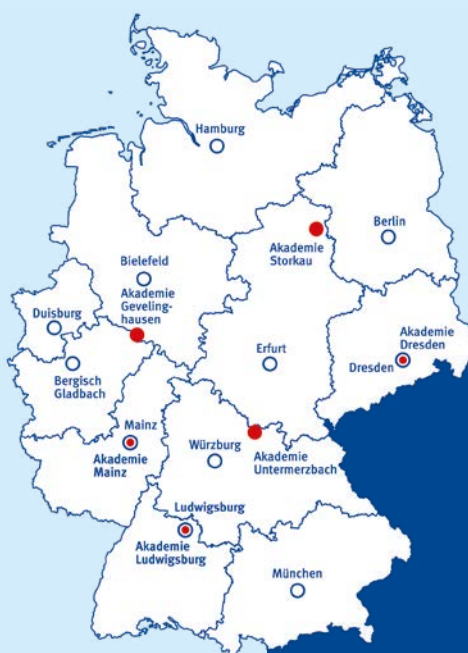 Hamburg
Berlin
Akademie
Storkau
Bielefeld
Akademie
Geveling-
hausen
Duisburg
Bergisch
Gladbach
Erfurt
Akademie
Dresden
Dresden
Mainz
Akademie
Mainz
Würzburg
Akademie
Untermerzbach
Ludwigsburg
Akademie
Ludwigsburg
München